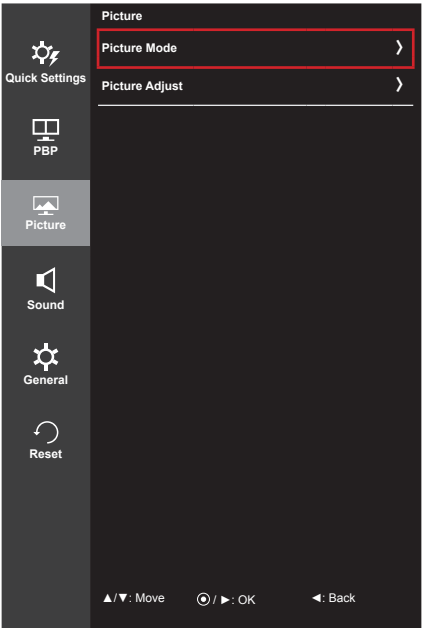 Picture
Picture Mode
Picture Adjust
Quick Settings
PBP
Picture
Sound
General
Reset
▲/▼: Move ⦿ / ►: OK ◄: Back